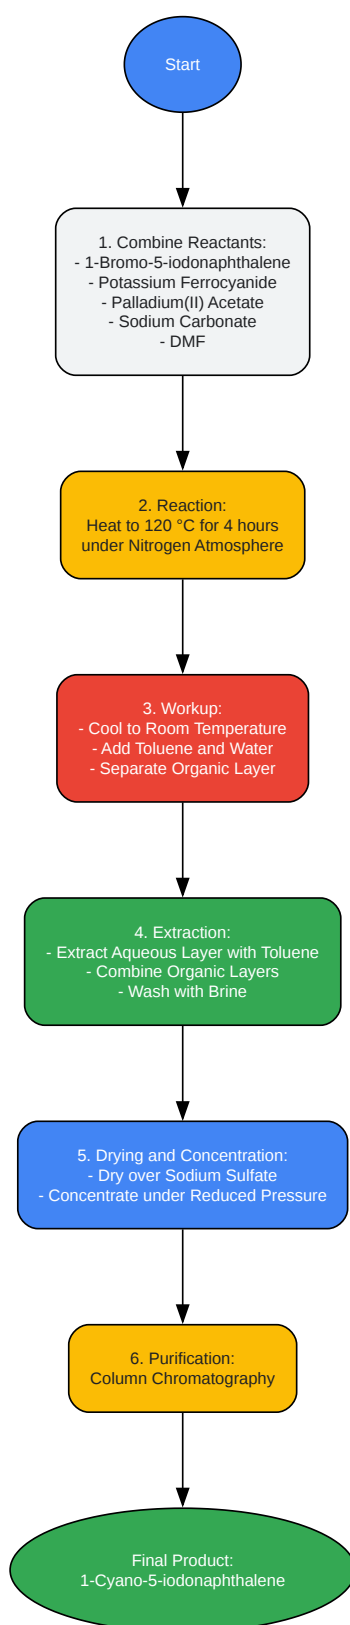 Start
1. Combine Reactants:
- 1-Bromo-5-iodonaphthalene
- Potassium Ferrocyanide
- Palladium(II) Acetate
- Sodium Carbonate
- DMF
2. Reaction:
Heat to 120 °C for 4 hours
under Nitrogen Atmosphere
3. Workup:
- Cool to Room Temperature
- Add Toluene and Water
- Separate Organic Layer
4. Extraction:
- Extract Aqueous Layer with Toluene
- Combine Organic Layers
- Wash with Brine
5. Drying and Concentration:
- Dry over Sodium Sulfate
- Concentrate under Reduced Pressure
6. Purification:
Column Chromatography
Final Product:
1-Cyano-5-iodonaphthalene